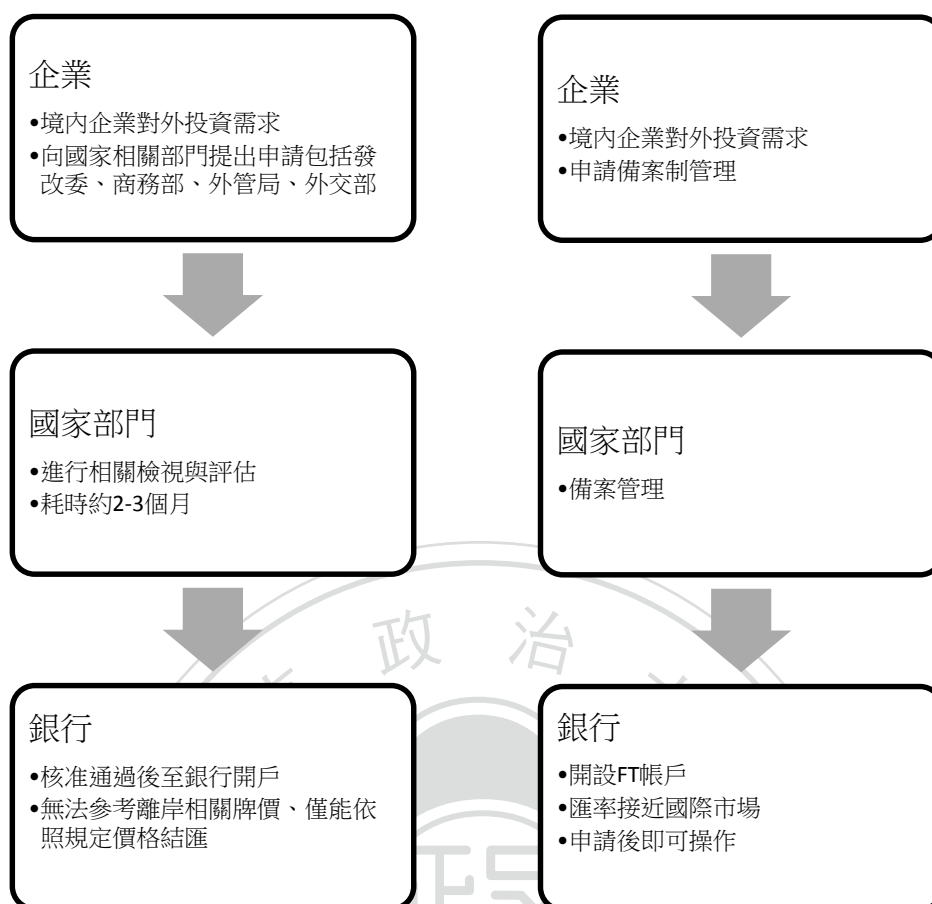 企業
•境內企業對外投資需求
•向國家相關部門提出申請包括發
改委、商務部、外管局、外交部
國家部門
•進行相關檢視與評估
•耗時約2-3個月
銀行
•核准通過後至銀行開戶
•無法參考離岸相關牌價、僅能依
照規定價格結匯
企業
•境內企業對外投資需求
•申請備案制管理
國家部門
•備案管理
銀行
•開設FT帳戶
•匯率接近國際市場
•申請後即可操作
政 治